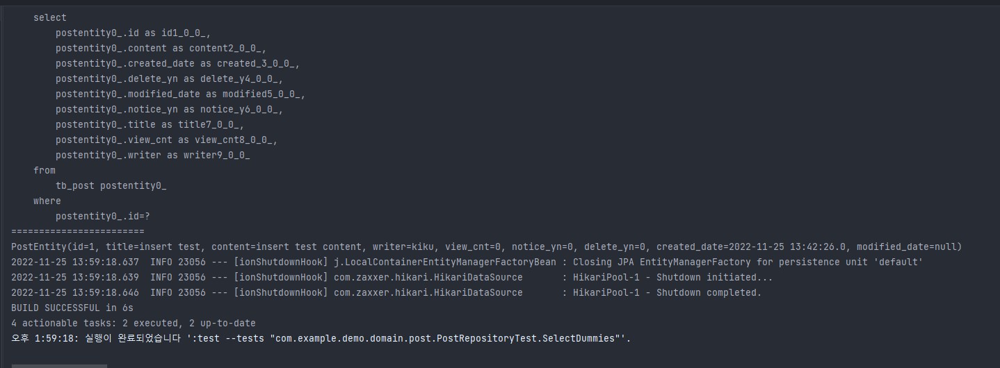 select
postentity0_.id as id1_0_0_,
postentity0_.content as content2_0_0_,
postentity0_.created_date as created_3_0_0_,
postentity0_.delete_yn as delete_y4_0_0_,
postentity0_.modified_date as modified5_0_0_,
postentity0_.notice_yn as notice_y6_0_0_,
postentity0_.title as title7_0_0_,
postentity0_.view_cnt as view_cnt8_0_0_,
postentity0_.writer as writer9_0_0_
from
tb_post postentity0_
where
postentity0_.id=?
========================
PostEntity(id=1, title=insert test, content=insert test content, writer=kiku, view_cnt=0, notice_yn=0, delete_yn=0, created_date=2022-11-25 13:42:26.0, modified_date=null)
2022-11-25 13:59:18.637  INFO 23056 --- [ionShutdownHook] j.LocalContainerEntityManagerFactoryBean : Closing JPA EntityManagerFactory for persistence unit 'default'
2022-11-25 13:59:18.639  INFO 23056 --- [ionShutdownHook] com.zaxxer.hikari.HikariDataSource       : HikariPool-1 - Shutdown initiated...
2022-11-25 13:59:18.646  INFO 23056 --- [ionShutdownHook] com.zaxxer.hikari.HikariDataSource       : HikariPool-1 - Shutdown completed.
BUILD SUCCESSFUL in 6s
4 actionable tasks: 2 executed, 2 up-to-date
오후 1:59:18: 실행이 완료되었습니다 ':test --tests "com.example.demo.domain.post.PostRepositoryTest.SelectDummies"'.